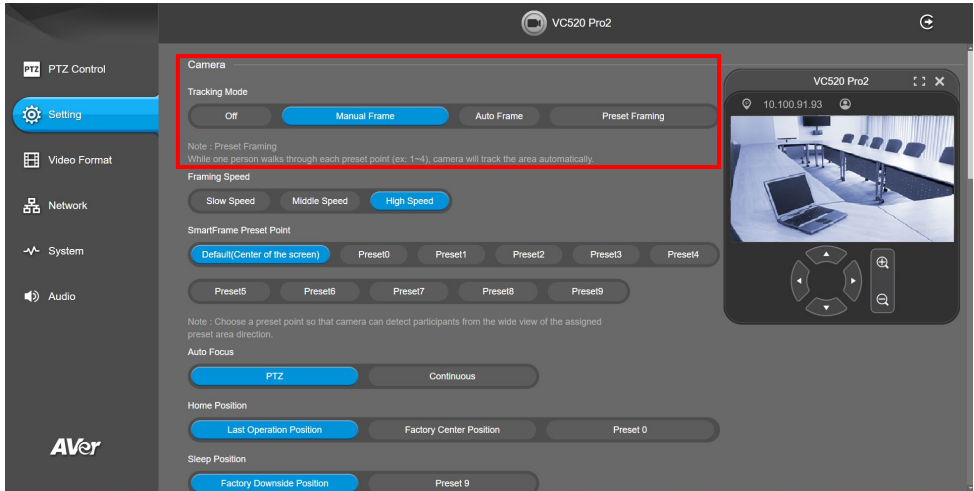 VC520 Pro2
PTZ PTZ Control
Setting
Video Format
Network
System
Audio
AVer
Camera
Tracking Mode
Off Manual Frame Auto Frame Preset Framing
Note : Preset Framing
While one person walks through each preset point (ex: 1~4), camera will track the area automatically.
Framing Speed
Slow Speed Middle Speed High Speed
SmartFrame Preset Point
Default(Center of the screen) Preset0 Preset1 Preset2 Preset3 Preset4
Preset5 Preset6 Preset7 Preset8 Preset9
Note : Choose a preset point so that camera can detect participants from the wide view of the assigned
preset area direction.
Auto Focus
PTZ Continuous
Home Position
Last Operation Position Factory Center Position Preset 0
Sleep Position
Factory Downside Position Preset 9
VC520 Pro2
10.100.91.93